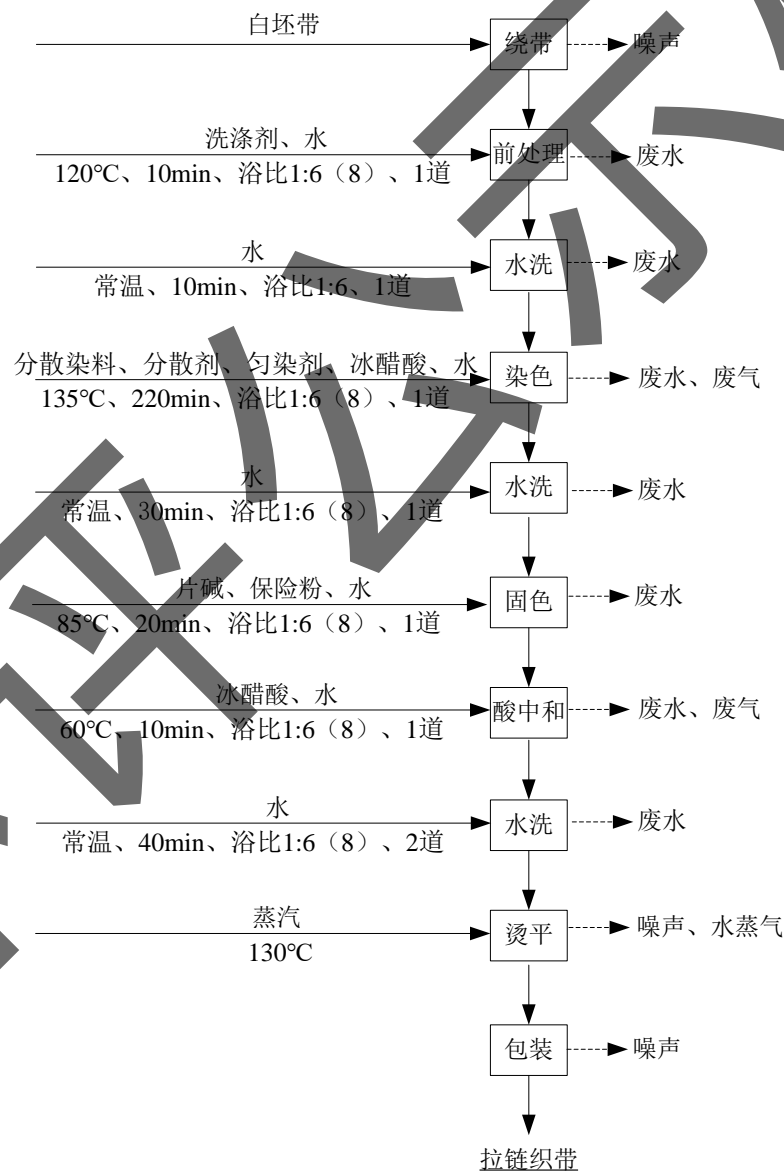 白坯带
绕带
噪声
洗涤剂、水
120℃、10min、浴比1:6（8）、1道
前处理
废水
水
常温、10min、浴比1:6、1道
水洗
废水
分散染料、分散剂、匀染剂、冰醋酸、水
135℃、220min、浴比1:6（8）、1道
染色
废水、废气
水
常温、30min、浴比1:6（8）、1道
水洗
废水
片碱、保险粉、水
85℃、20min、浴比1:6（8）、1道
固色
废水
冰醋酸、水
60℃、10min、浴比1:6（8）、1道
酸中和
废水、废气
水
常温、40min、浴比1:6（8）、2道
水洗
废水
蒸汽
130℃
烫平
噪声、水蒸气
包装
噪声
拉链织带